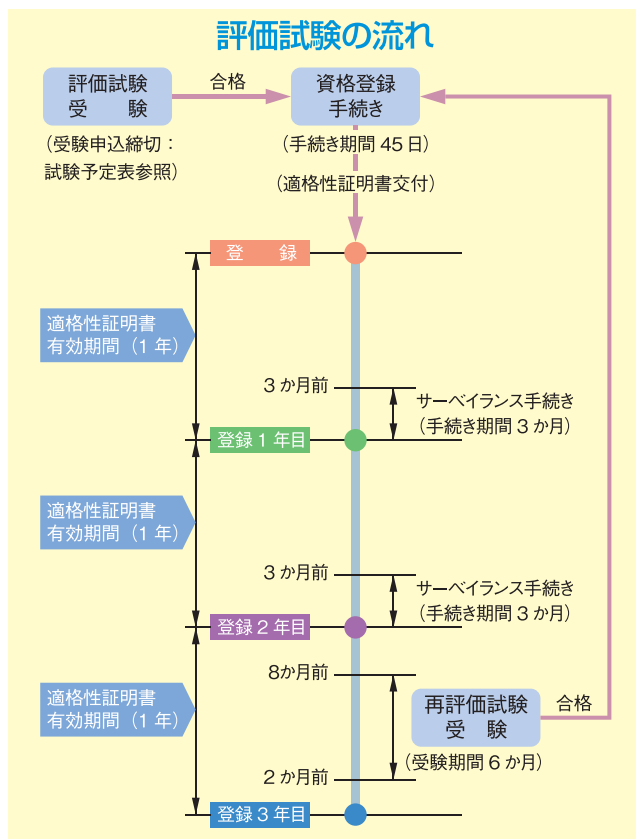 評価試験の流れ
評価試験
受　　験
合格
資格登録
手続き
（受験申込締切：
試験予定表参照）
（手続き期間 45 日）
（適格性証明書交付）
登　　録
適格性証明書
有効期間（1 年）
3 か月前
サーベイランス手続き
（手続き期間 3 か月）
登録 1 年目
適格性証明書
有効期間（1 年）
3 か月前
サーベイランス手続き
（手続き期間 3 か月）
登録 2 年目
8か月前
適格性証明書
有効期間（1 年）
再評価試験
受　験
合格
（受験期間 6 か月）
2 か月前
登録 3 年目